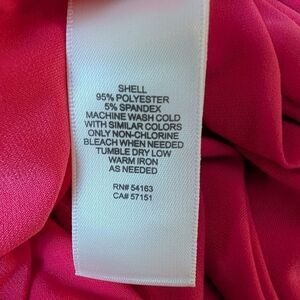 SHELL
95% POLYESTER
5% SPANDEX
MACHINE WASH COLD
WITH SIMILAR COLORS
ONLY NON-CHLORINE
BLEACH WHEN NEEDED
TUMBLE DRY LOW
WARM IRON
AS NEEDED
RN# 54163
CA# 57151